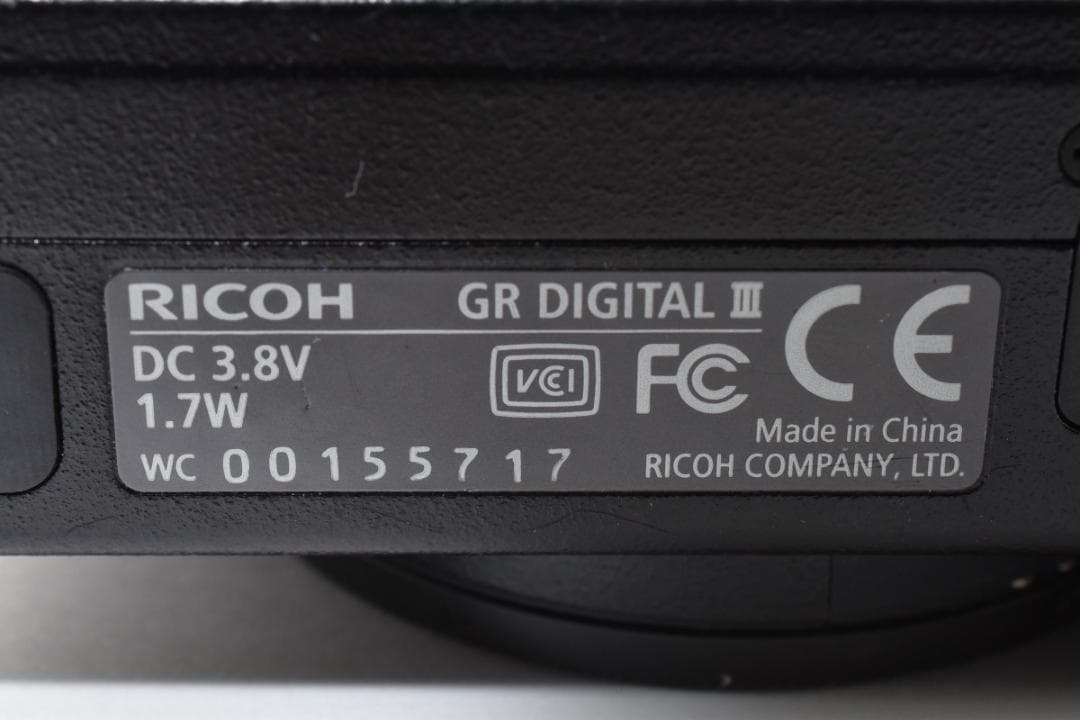 RICOH GR DIGITAL III
DC 3.8V
1.7W
VCCI FC CE
Made in China
WC 00155717 RICOH COMPANY, LTD.